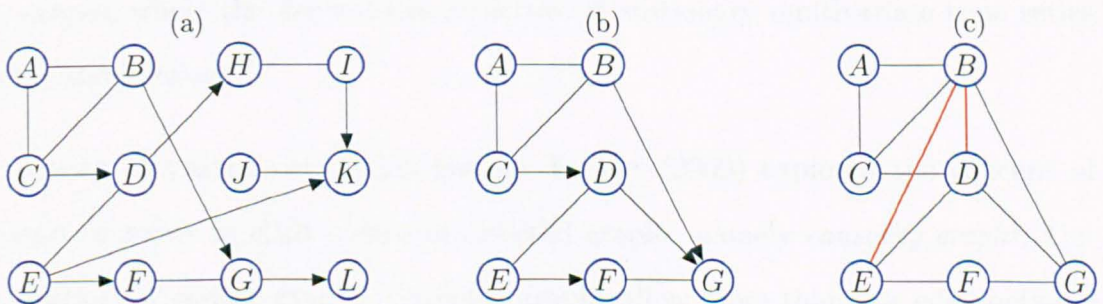 (a) (b) (c)
A B H I A B A B
C D J K C D C D
E F G L E F G E F G